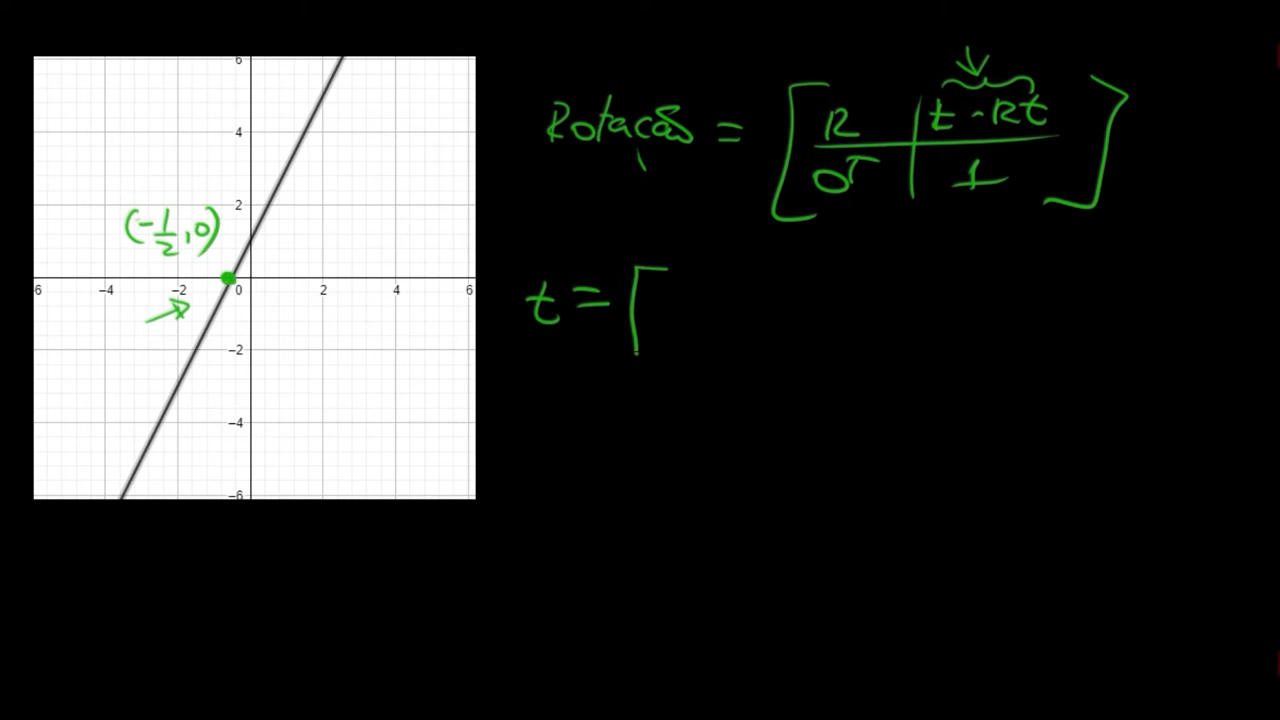 6
4
2
-6 -4 -2 0 2 4 6
-2
-4
-6
(-1/2, 0)
Rotação = [ R | t - Rt ]
[ 0ᵀ | 1 ]
t = [